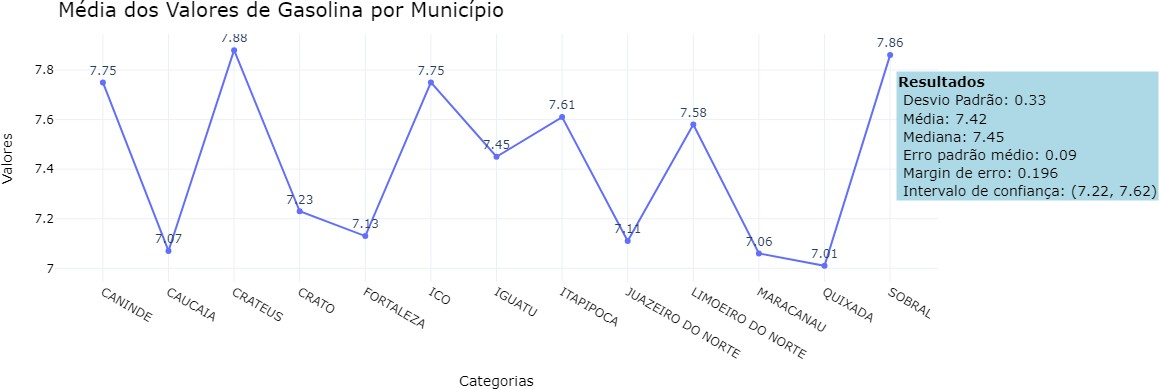 Média dos Valores de Gasolina por Município
7.75
7.07
7.88
7.23
7.13
7.75
7.45
7.61
7.11
7.58
7.06
7.01
7.86
7.8
7.6
7.4
7.2
7
Valores
CANINDE
CAUCAIA
CRATEUS
CRATO
FORTALEZA
ICO
IGUATU
ITAPIPOCA
JUAZEIRO DO NORTE
LIMOEIRO DO NORTE
MARACANAU
QUIXADA
SOBRAL
Categorias
Resultados
Desvio Padrão: 0.33
Média: 7.42
Mediana: 7.45
Erro padrão médio: 0.09
Margin de erro: 0.196
Intervalo de confiança: (7.22, 7.62)